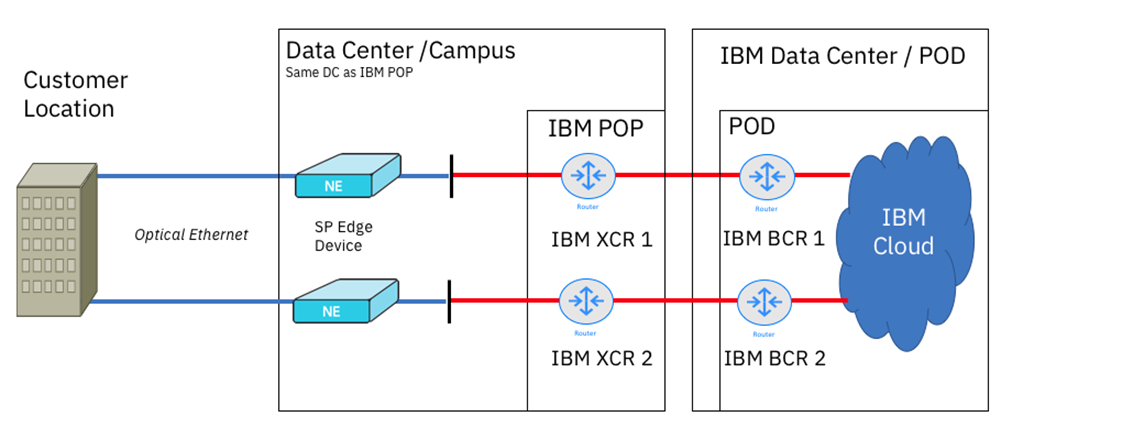 Customer
Location
Data Center /Campus
Same DC as IBM POP
IBM Data Center / POD
IBM POP
POD
NE
Router
Router
SP Edge
Device
Optical Ethernet
IBM XCR 1
IBM BCR 1
IBM
Cloud
NE
Router
Router
IBM XCR 2
IBM BCR 2